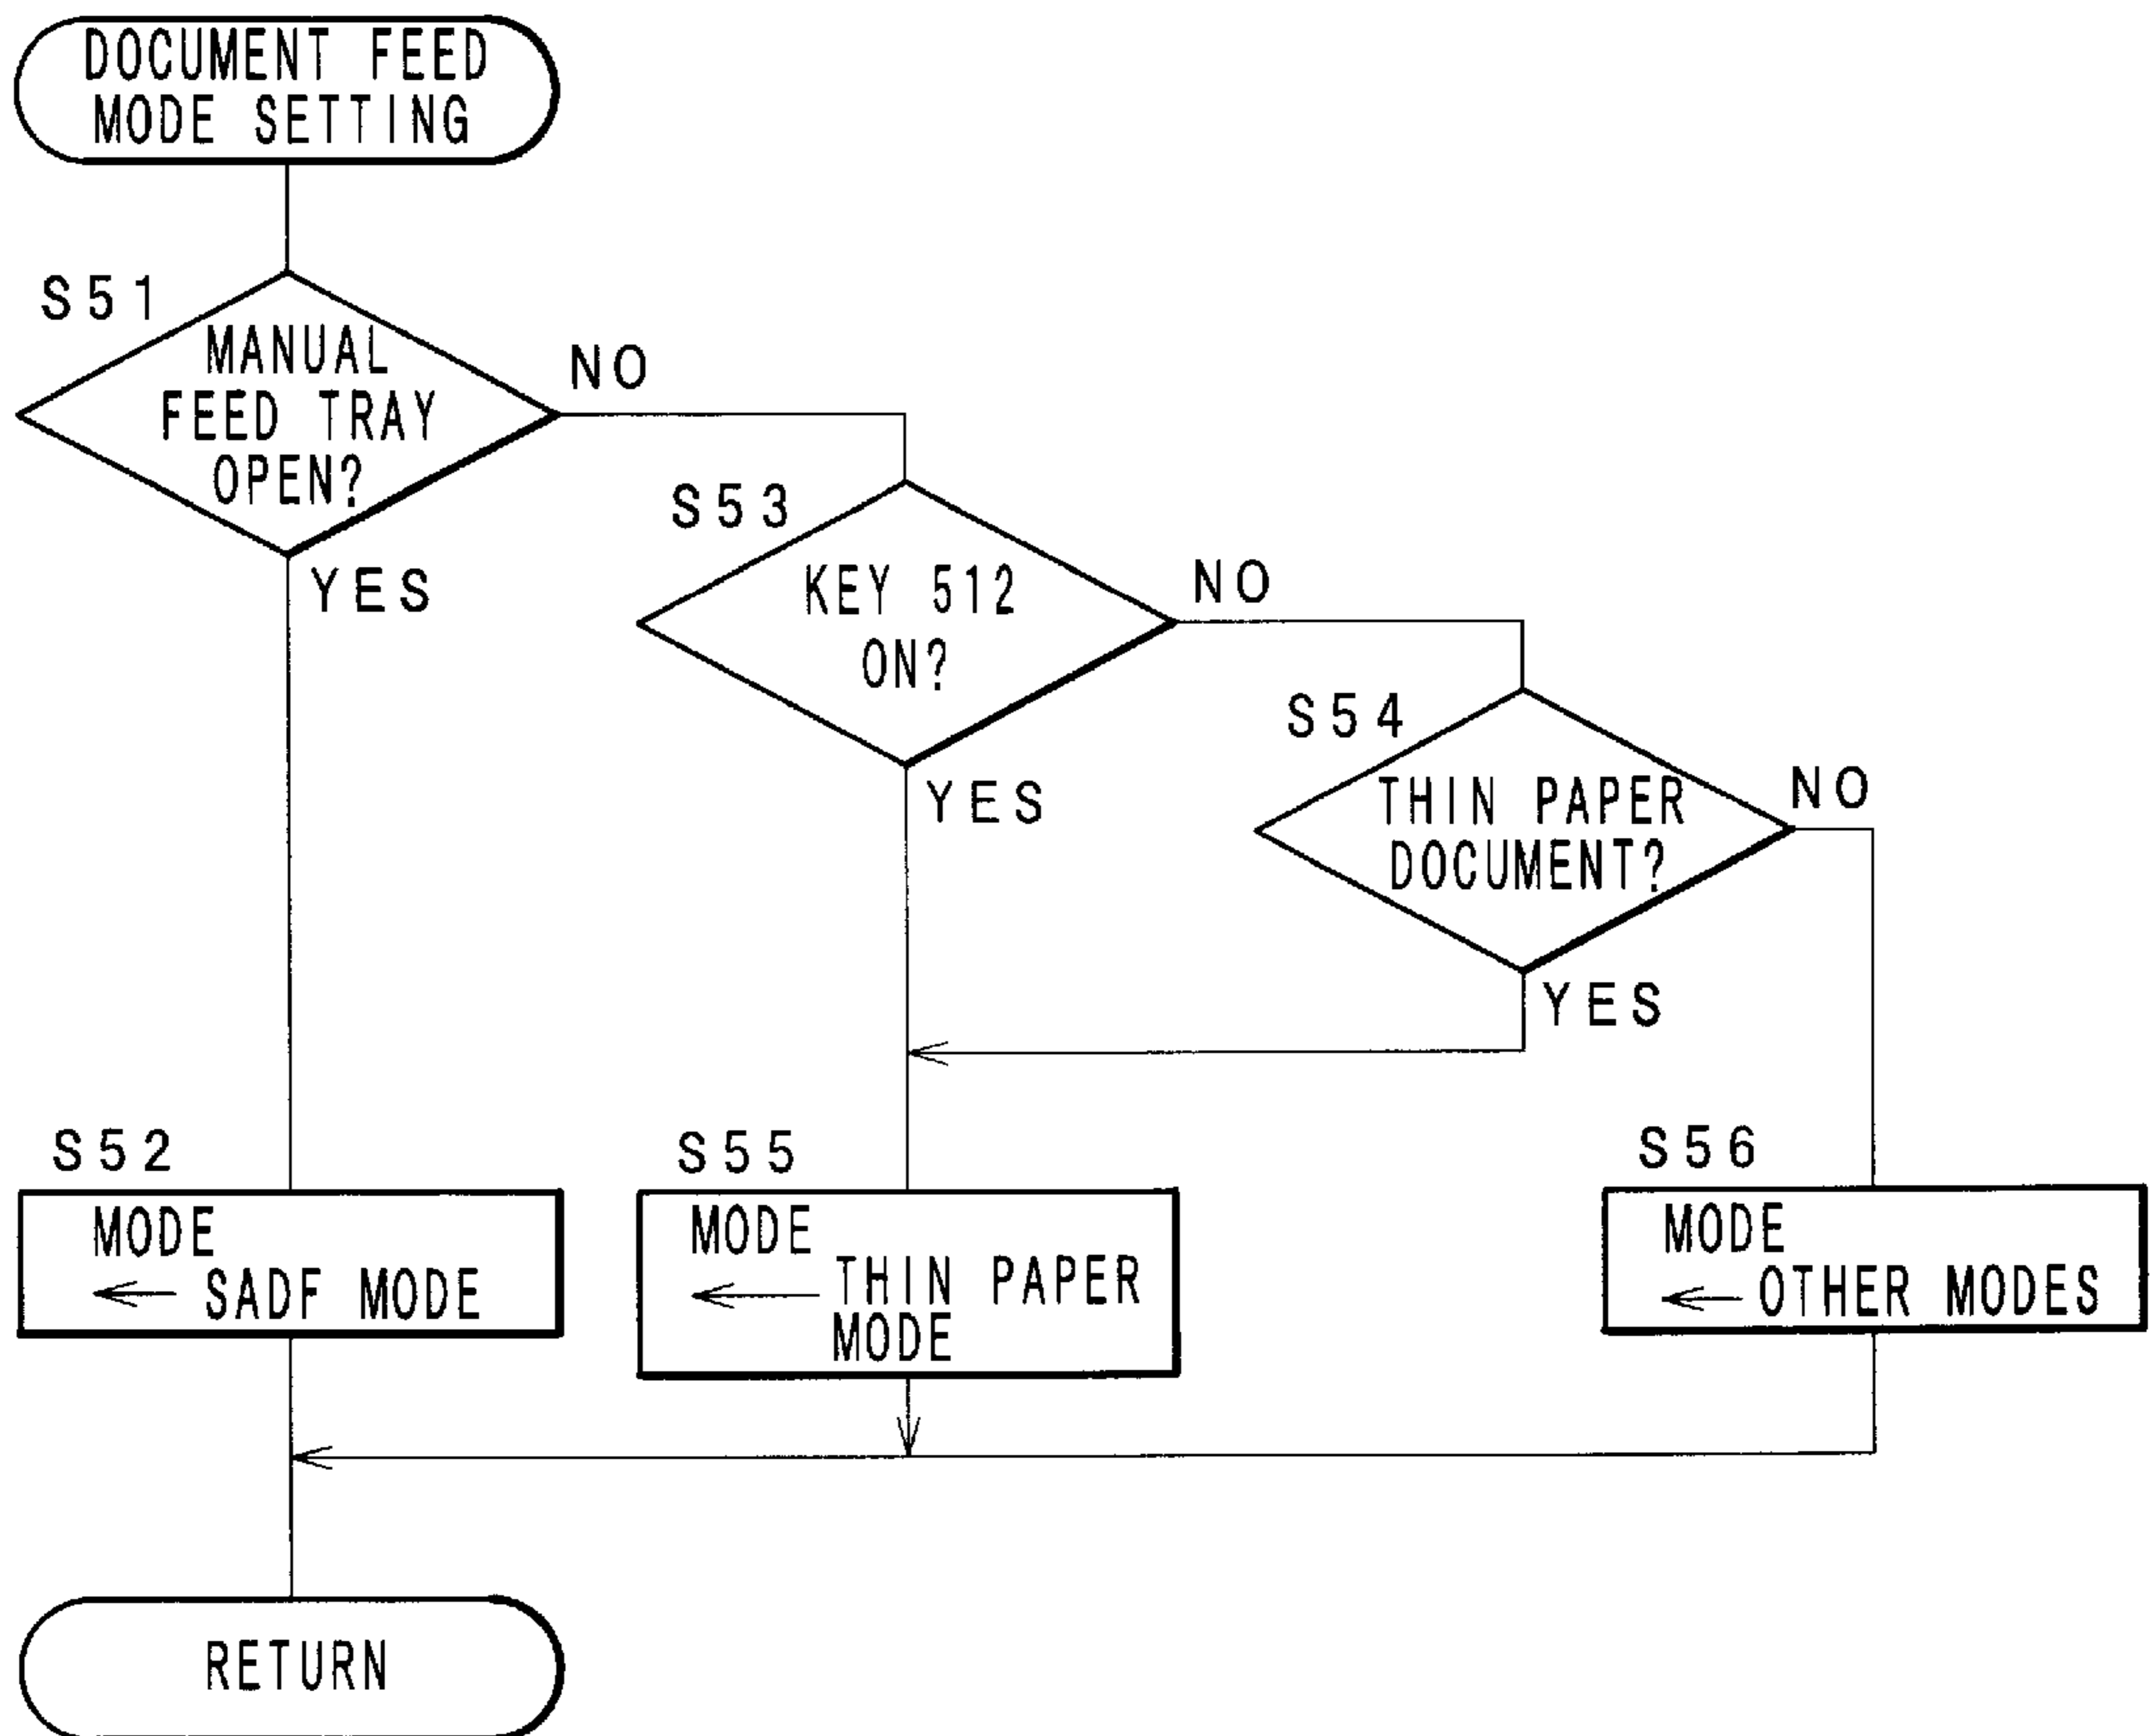 DOCUMENT FEED
MODE SETTING
S51
MANUAL
FEED TRAY
OPEN?
NO
YES
S53
KEY 512
ON?
NO
YES
S54
THIN PAPER
DOCUMENT?
NO
YES
S52
MODE
← SADF MODE
S55
MODE
← THIN PAPER
MODE
S56
MODE
← OTHER MODES
RETURN